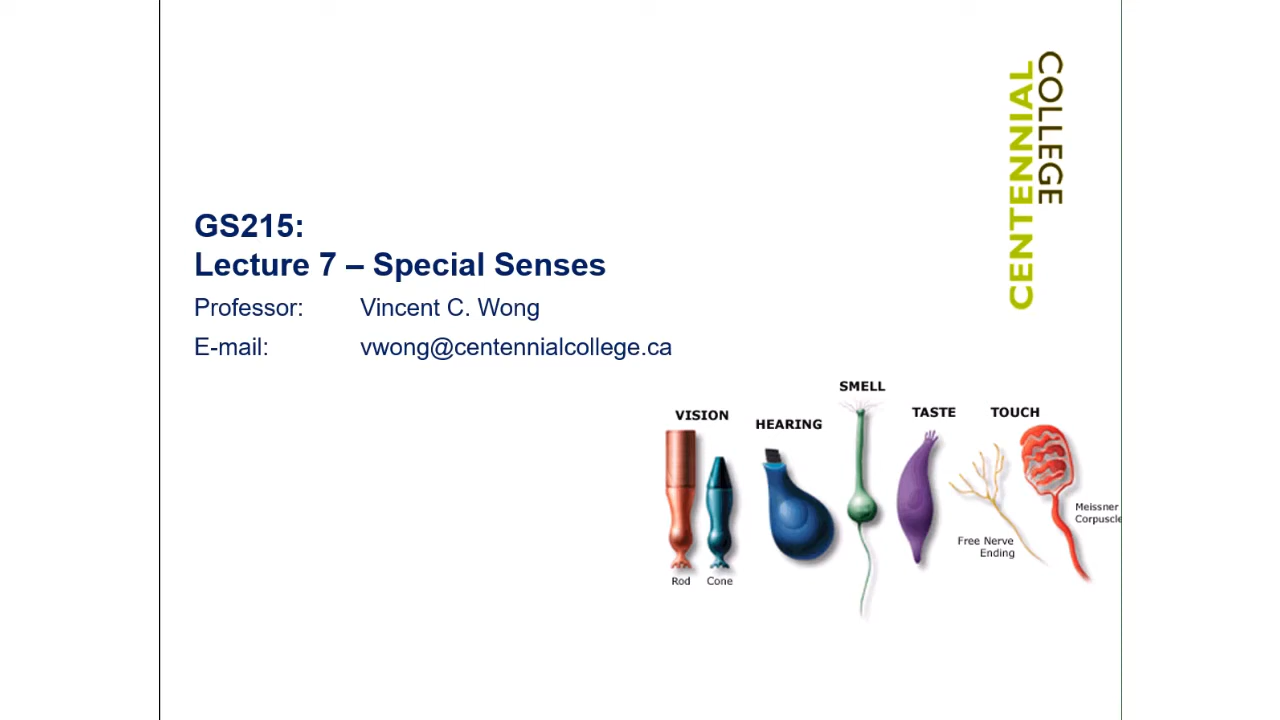 CENTENNIAL
COLLEGE
GS215:
Lecture 7 – Special Senses
Professor: Vincent C. Wong
E-mail: vwong@centennialcollege.ca
VISION
HEARING
SMELL
TASTE
TOUCH
Rod
Cone
Free Nerve
Ending
Meissner
Corpuscle